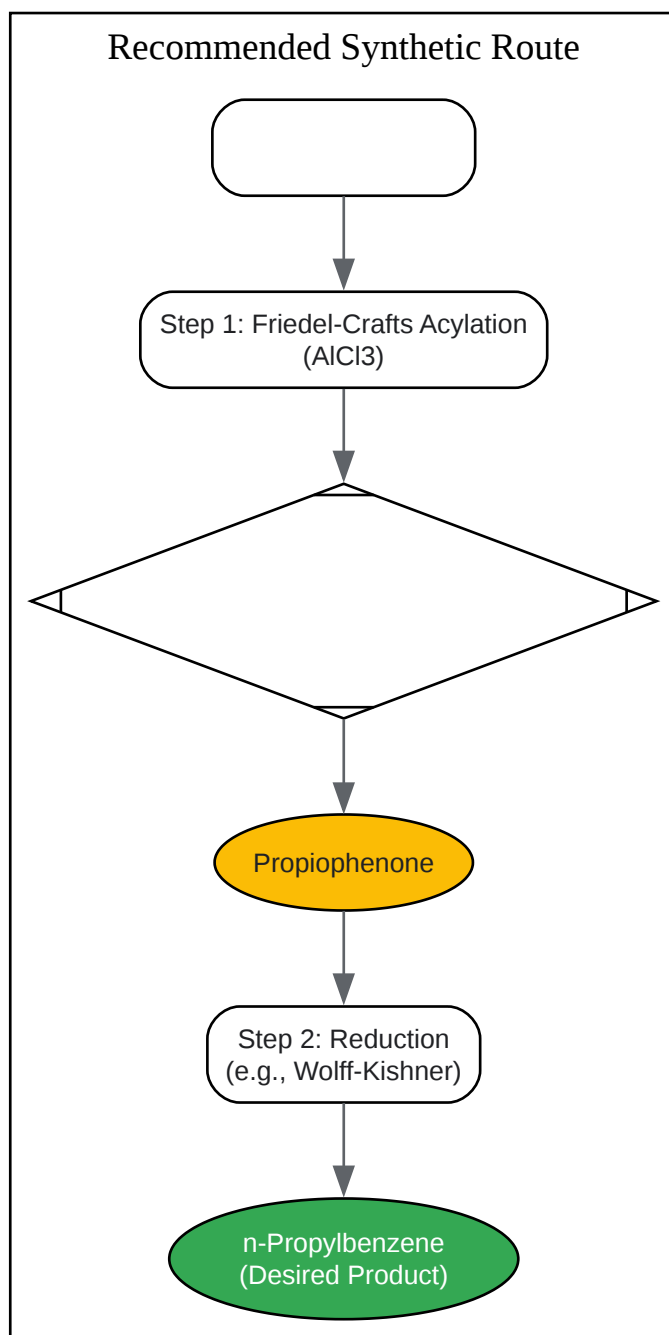 Recommended Synthetic Route
Step 1: Friedel-Crafts Acylation
(AlCl3)
Propiophenone
Step 2: Reduction
(e.g., Wolff-Kishner)
n-Propylbenzene
(Desired Product)